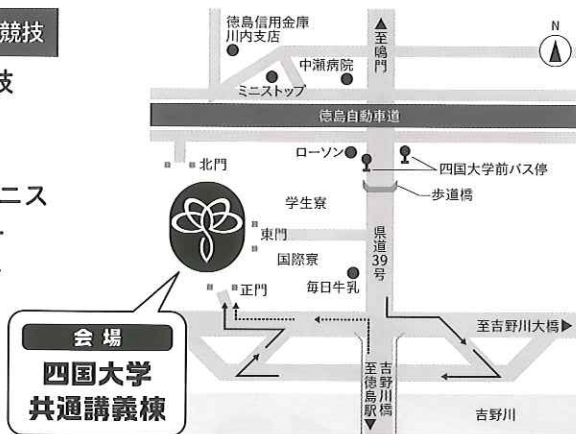 競技
技
ニス
徳島信用金庫
川内支店
ミニストップ
中瀬病院
▲至鳴門
N
徳島自動車道
ローソン
四国大学前バス停
歩道橋
北門
学生寮
東門
国際寮
県道39号
毎日牛乳
正門
至吉野川大橋▶
会場
四国大学
共通講義棟
吉野川橋
至徳島駅▼
吉野川